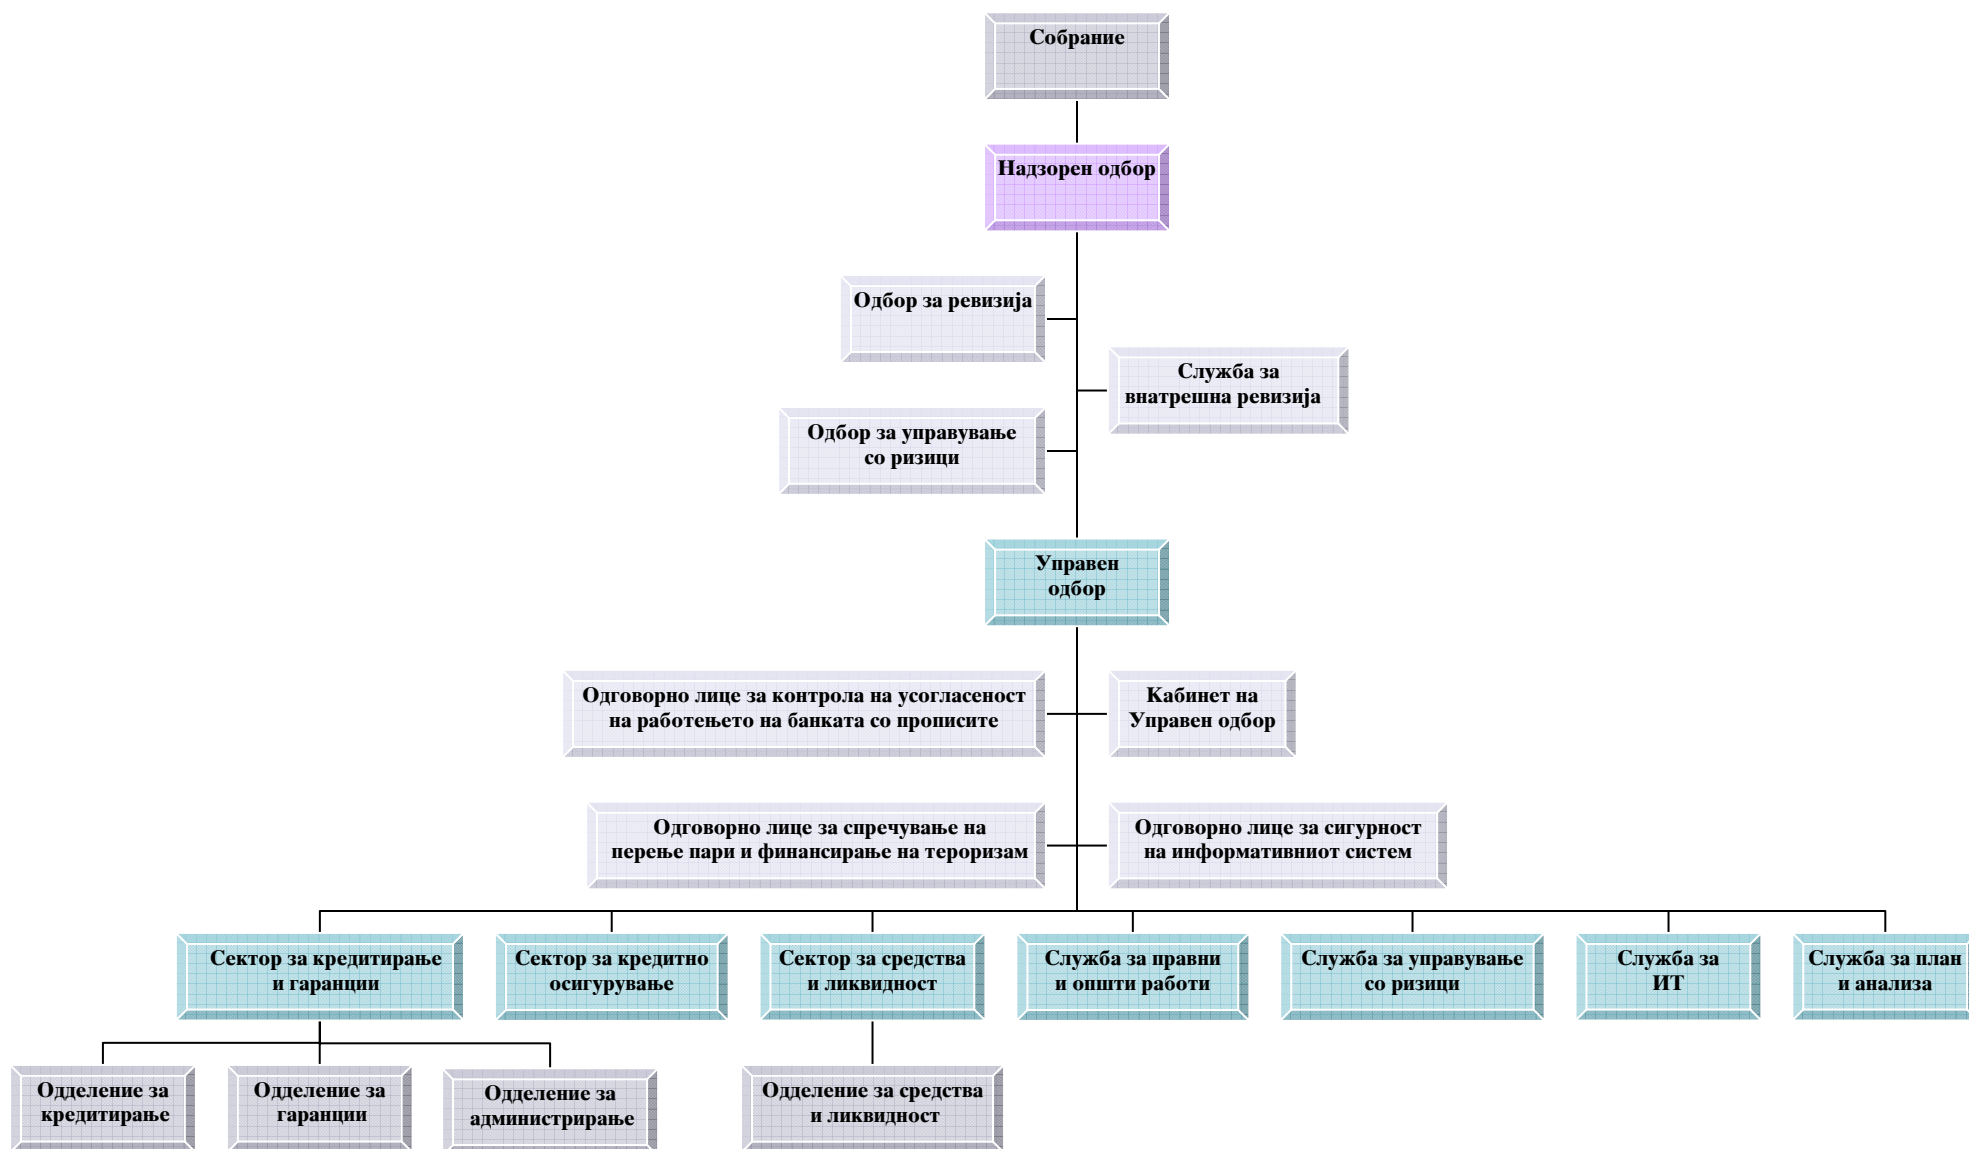 Собрание
Надзорен одбор
Одбор за ревизија
Служба за
внатрешна ревизија
Одбор за управување
со ризици
Управен
одбор
Одговорно лице за контрола на усогласеност
на работењето на банката со прописите
Кабинет на
Управен одбор
Одговорно лице за спречување на
перење пари и финансирање на тероризам
Одговорно лице за сигурност
на информативниот систем
Сектор за кредитирање
и гаранции
Сектор за кредитно
осигурување
Сектор за средства
и ликвидност
Служба за правни
и општи работи
Служба за управување
со ризици
Служба за
ИТ
Служба за план
и анализа
Одделение за
кредитирање
Одделение за
гаранции
Одделение за
администрирање
Одделение за средства
и ликвидност